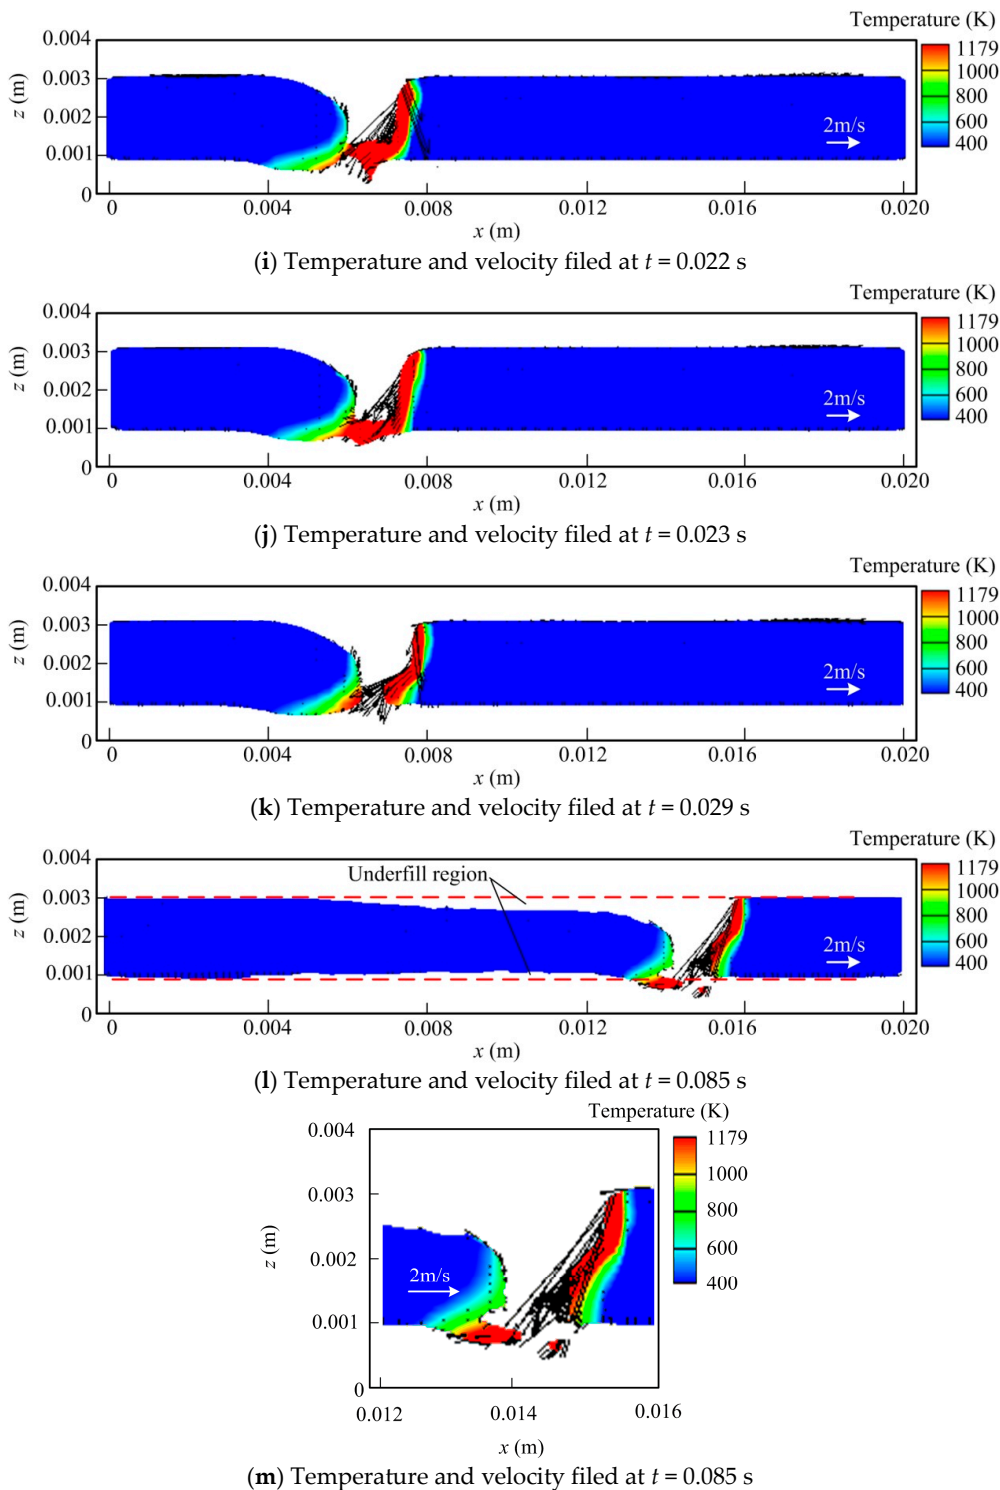 Temperature (K)
0.004
0.003
0.002
0.001
0
z (m)
1179
1000
800
600
400
2m/s
0 0.004 0.008 0.012 0.016 0.020
x (m)
(i) Temperature and velocity filed at t = 0.022 s
Temperature (K)
0.004
0.003
0.002
0.001
0
z (m)
1179
1000
800
600
400
2m/s
0 0.004 0.008 0.012 0.016 0.020
x (m)
(j) Temperature and velocity filed at t = 0.023 s
Temperature (K)
0.004
0.003
0.002
0.001
0
z (m)
1179
1000
800
600
400
2m/s
0 0.004 0.008 0.012 0.016 0.020
x (m)
(k) Temperature and velocity filed at t = 0.029 s
Temperature (K)
0.004
0.003
0.002
0.001
0
z (m)
Underfill region
1179
1000
800
600
400
2m/s
0 0.004 0.008 0.012 0.016 0.020
x (m)
(l) Temperature and velocity filed at t = 0.085 s
Temperature (K)
0.004
0.003
0.002
0.001
0
z (m)
2m/s
1179
1000
800
600
400
0.012 0.014 0.016
x (m)
(m) Temperature and velocity filed at t = 0.085 s